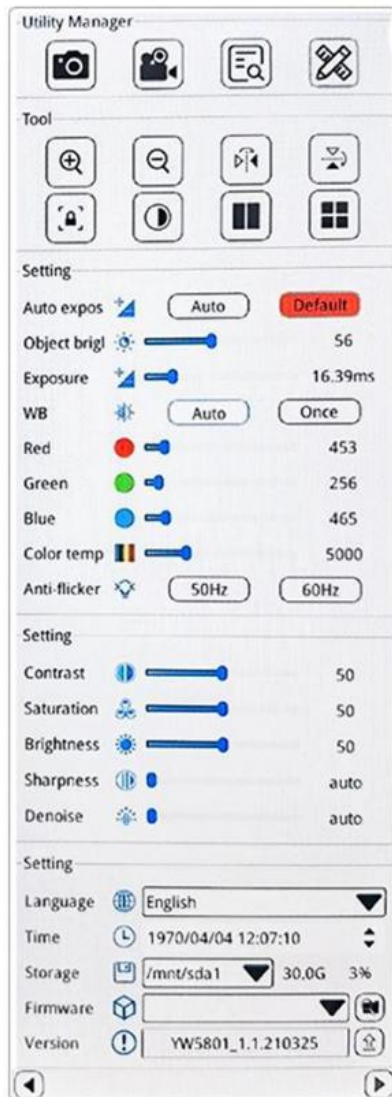 Utility Manager
Tool
Setting
Auto expos Auto Default
Object brigl 56
Exposure 16.39ms
WB Auto Once
Red 453
Green 256
Blue 465
Color temp 5000
Anti-flicker 50Hz 60Hz
Setting
Contrast 50
Saturation 50
Brightness 50
Sharpness auto
Denoise auto
Setting
Language English
Time 1970/04/04 12:07:10
Storage /mnt/sda1 30.0G 3%
Firmware
Version YW5801_1.1.210325